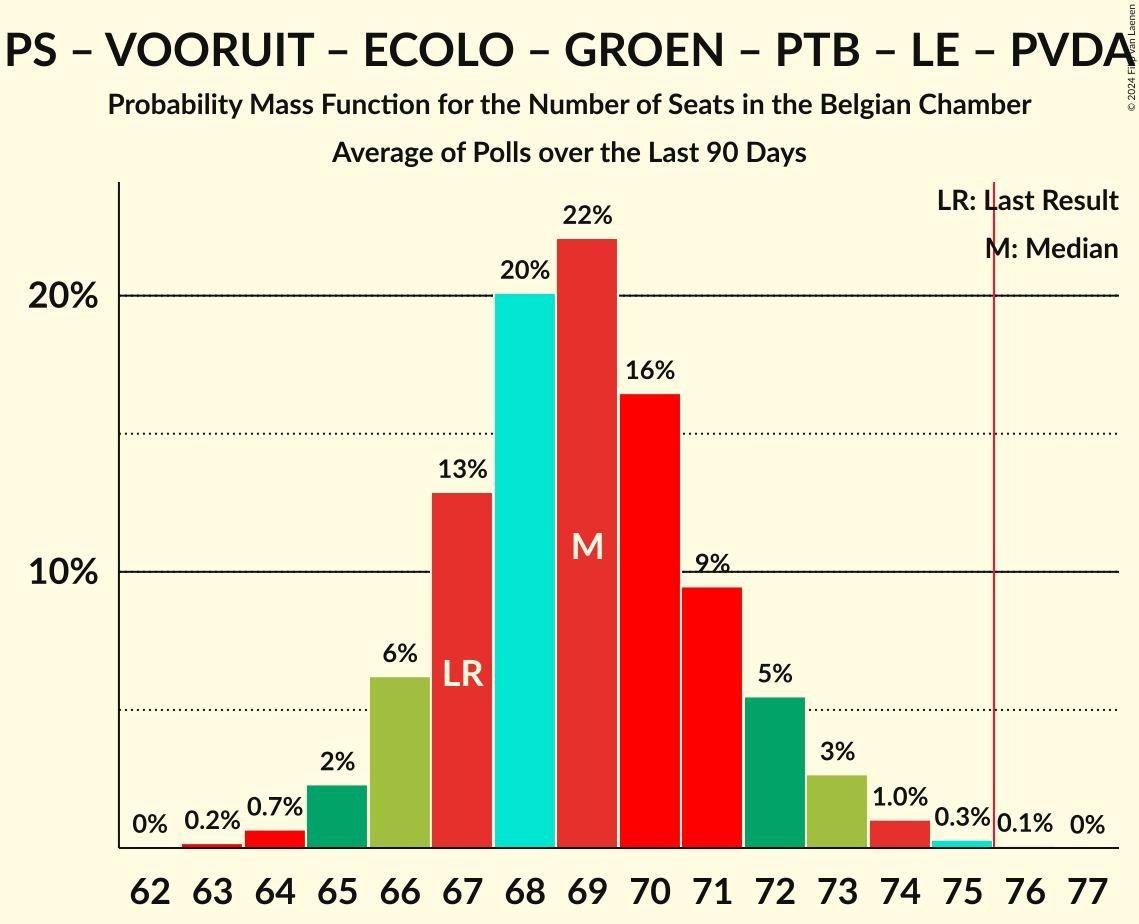 PS – VOORUIT – ECOLO – GROEN – PTB – LE – PVDA
© 2024 Filip van Laenen
Probability Mass Function for the Number of Seats in the Belgian Chamber
Average of Polls over the Last 90 Days
LR: Last Result
M: Median
20%
10%
0%
0.2%
0.7%
2%
6%
13%
20%
22%
16%
9%
5%
3%
1.0%
0.3%
0.1%
0%
LR
M
62 63 64 65 66 67 68 69 70 71 72 73 74 75 76 77